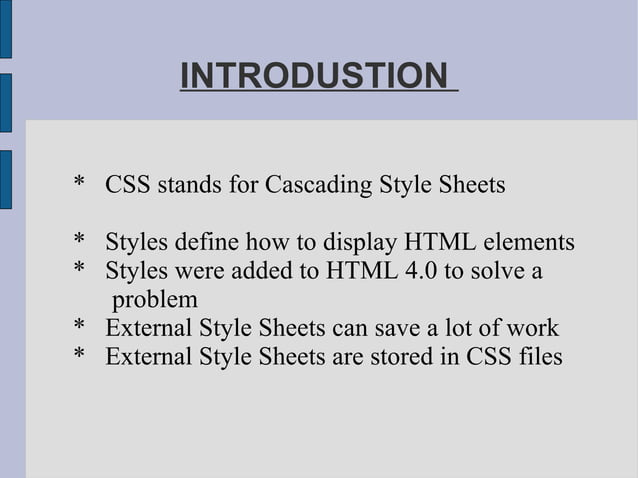 INTRODUSTION
* CSS stands for Cascading Style Sheets
* Styles define how to display HTML elements
* Styles were added to HTML 4.0 to solve a
problem
* External Style Sheets can save a lot of work
* External Style Sheets are stored in CSS files